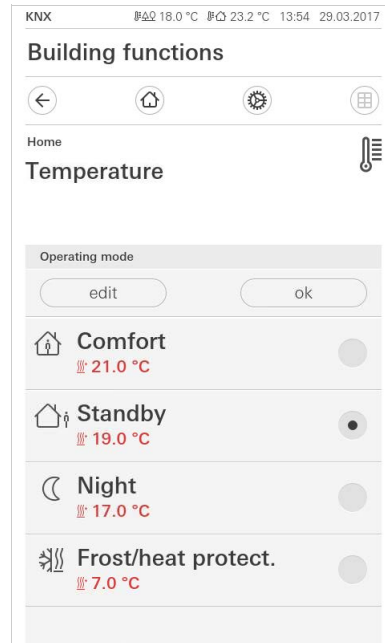 KNX 18.0 °C 23.2 °C 13:54 29.03.2017
Building functions
Home
Temperature
Operating mode
edit ok
Comfort
21.0 °C
Standby
19.0 °C
Night
17.0 °C
Frost/heat protect.
7.0 °C